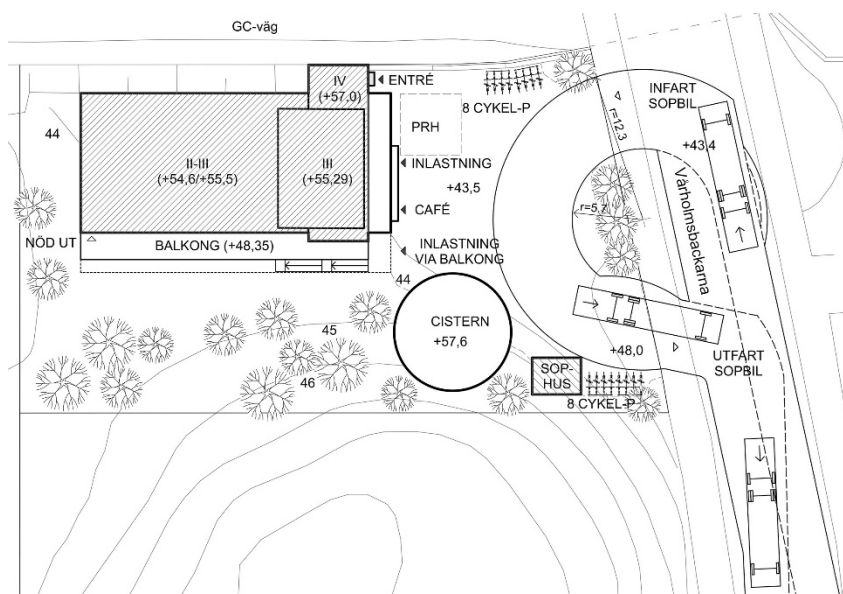 GC-väg
IV
(+57,0)
ENTRÉ
8 CYKEL-P
INFART
SOPBIL
r=12,3
+43,4
44
PRH
II-III
(+54,6/+55,5)
III
(+55,29)
INLASTNING
+43,5
CAFÉ
r=5,7
Vårholmsbackarna
NÖD UT
BALKONG (+48,35)
INLASTNING
VIA BALKONG
44
45
CISTERN
+57,6
+48,0
UTFART
SOPBIL
46
SOP-
HUS
8 CYKEL-P